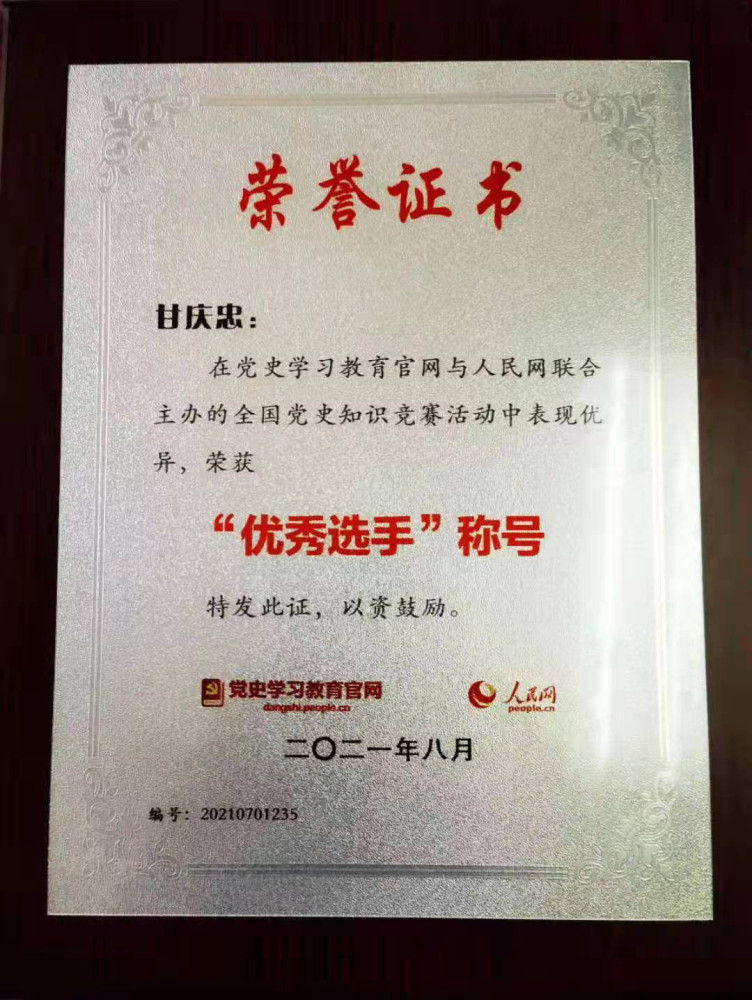 荣誉证书
甘庆忠：
在党史学习教育官网与人民网联合
主办的全国党史知识竞赛活动中表现优
异，荣获
“优秀选手”称号
特发此证，以资鼓励。
党史学习教育官网 人民网
dangshi.people.cn people.cn
二〇二一年八月
编号：20210701235